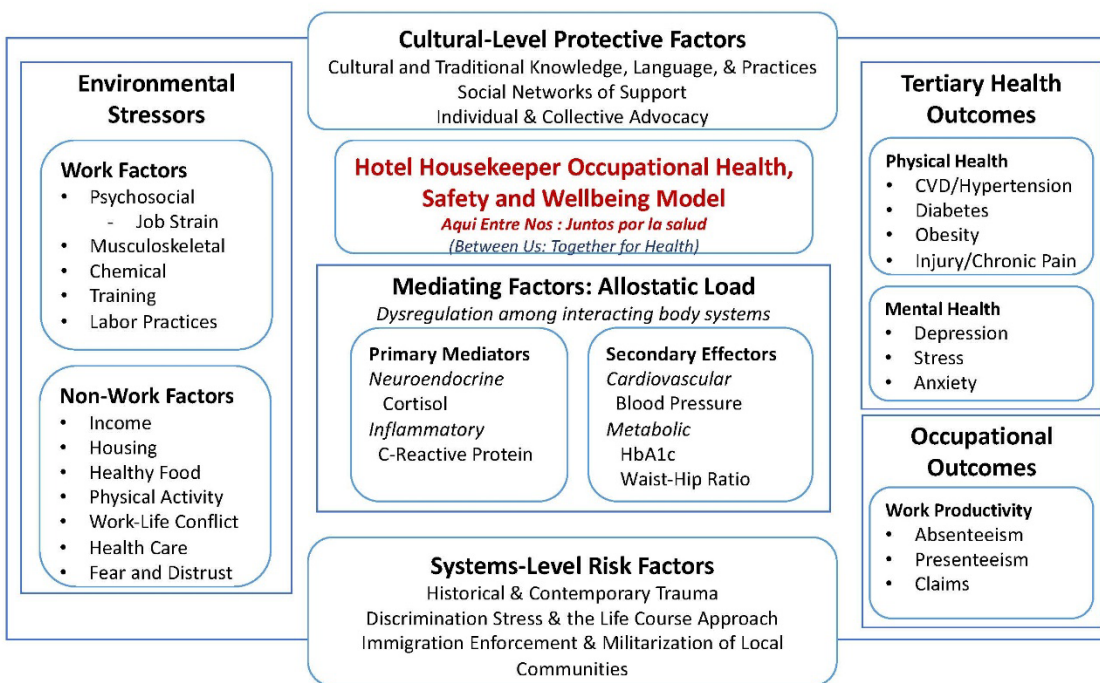 Cultural-Level Protective Factors
Cultural and Traditional Knowledge, Language, & Practices
Social Networks of Support
Individual & Collective Advocacy
Environmental
Stressors
Work Factors
• Psychosocial
- Job Strain
• Musculoskeletal
• Chemical
• Training
• Labor Practices
Non-Work Factors
• Income
• Housing
• Healthy Food
• Physical Activity
• Work-Life Conflict
• Health Care
• Fear and Distrust
Hotel Housekeeper Occupational Health,
Safety and Wellbeing Model
Aqui Entre Nos : Juntos por la salud
(Between Us: Together for Health)
Mediating Factors: Allostatic Load
Dysregulation among interacting body systems
Primary Mediators
Neuroendocrine
Cortisol
Inflammatory
C-Reactive Protein
Secondary Effectors
Cardiovascular
Blood Pressure
Metabolic
HbA1c
Waist-Hip Ratio
Systems-Level Risk Factors
Historical & Contemporary Trauma
Discrimination Stress & the Life Course Approach
Immigration Enforcement & Militarization of Local
Communities
Tertiary Health
Outcomes
Physical Health
• CVD/Hypertension
• Diabetes
• Obesity
• Injury/Chronic Pain
Mental Health
• Depression
• Stress
• Anxiety
Occupational
Outcomes
Work Productivity
• Absenteeism
• Presenteeism
• Claims